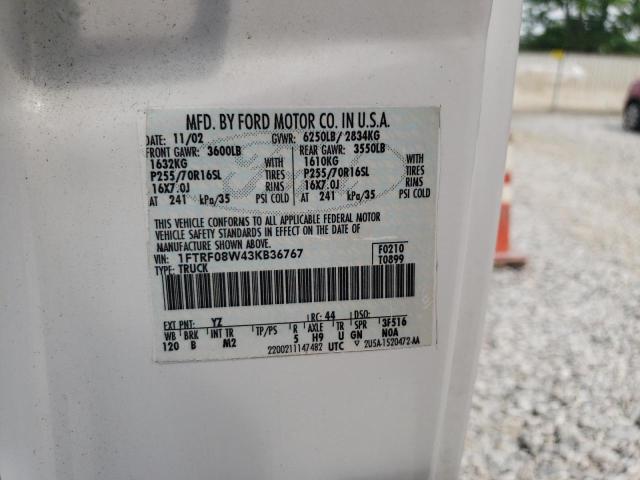 MFD. BY FORD MOTOR CO. IN U.S.A.
DATE: 11/02 GVWR: 6250LB/ 2834KG
FRONT GAWR: 3600LB REAR GAWR: 3550LB
1632KG WITH 1610KG WITH
P255/70R16SL TIRES P255/70R16SL TIRES
16X7.0J RIMS 16X7.0J RIMS
AT 241 kPa/35 PSI COLD AT 241 kPa/35 PSI COLD
THIS VEHICLE CONFORMS TO ALL APPLICABLE FEDERAL MOTOR
VEHICLE SAFETY STANDARDS IN EFFECT ON THE DATE OF
MANUFACTURE SHOWN ABOVE.
VIN: 1FTRF08W43KB36767 F0210
TYPE: TRUCK T0899
EXT PNT: YZ RC: 44 DSO:
WB BRK INT TR TP/PS R AXLE TR SPR 3F516
120 B M2 5 H9 U GN NOA
2200211147482 UTC 2U5A-1520472-AA